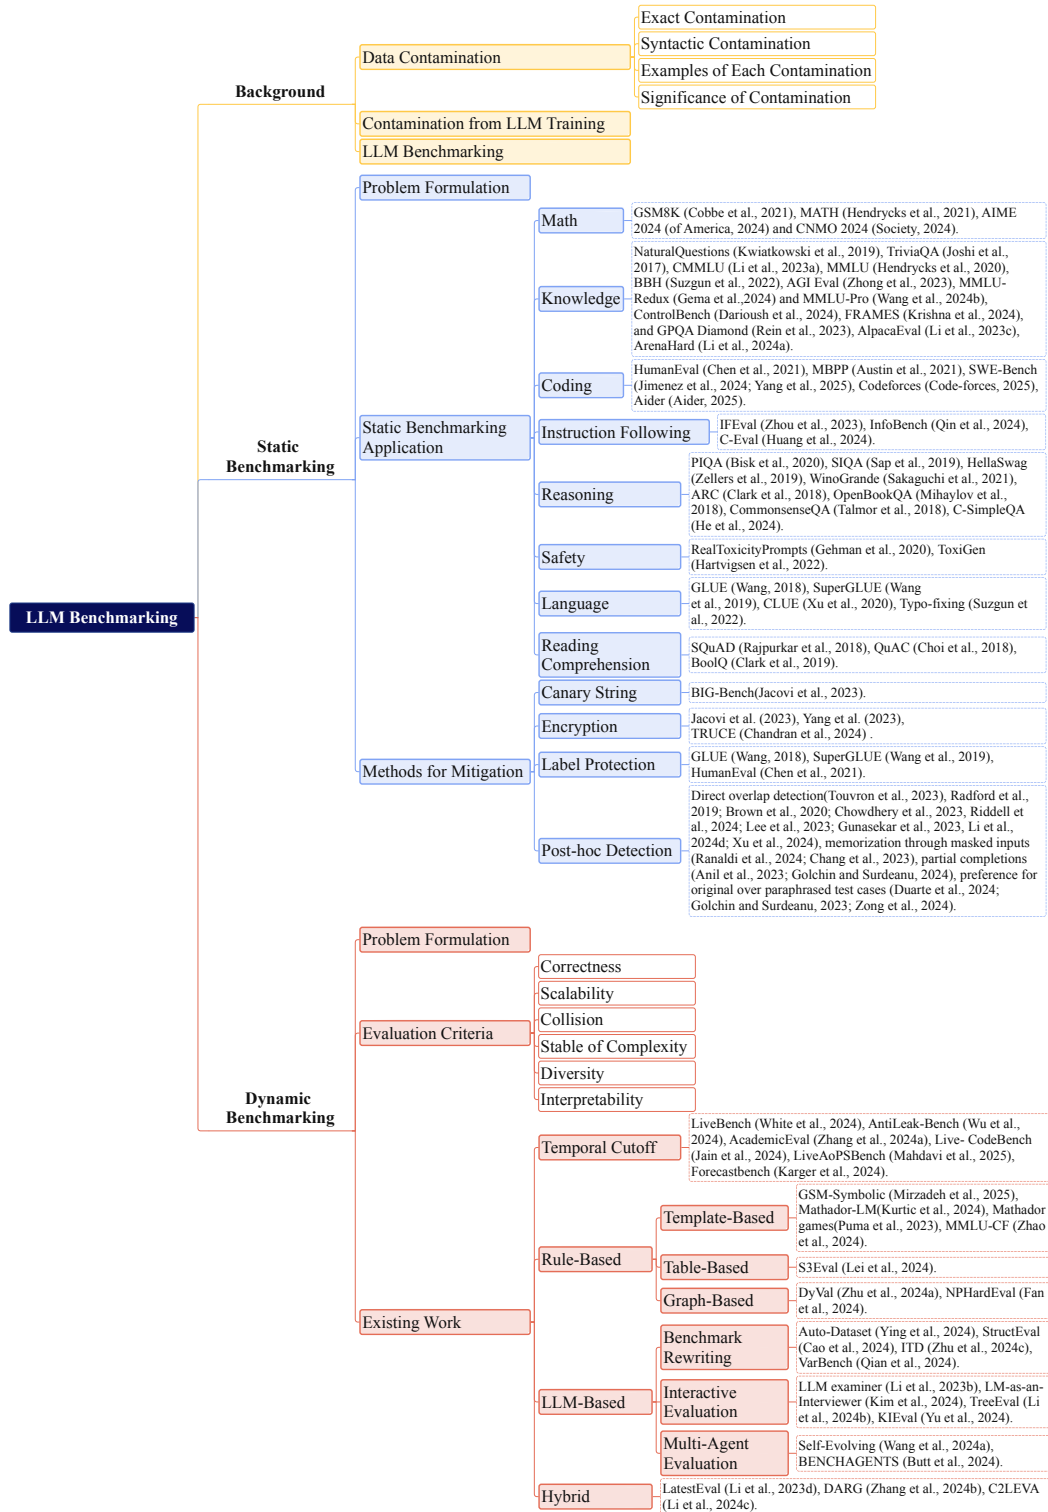 LLM Benchmarking
Background
Data Contamination
Exact Contamination
Syntactic Contamination
Examples of Each Contamination
Significance of Contamination
Contamination from LLM Training
LLM Benchmarking
Static
Benchmarking
Problem Formulation
Static Benchmarking
Application
Math
GSM8K (Cobbe et al., 2021), MATH (Hendrycks et al., 2021), AIME
2024 (of America, 2024) and CNMO 2024 (Society, 2024).
Knowledge
NaturalQuestions (Kwiatkowski et al., 2019), TriviaQA (Joshi et al.,
2017), CMMLU (Li et al., 2023a), MMLU (Hendrycks et al., 2020),
BBH (Suzgun et al., 2022), AGI Eval (Zhong et al., 2023), MMLU-
Redux (Gema et al.,2024) and MMLU-Pro (Wang et al., 2024b),
ControlBench (Darioush et al., 2024), FRAMES (Krishna et al., 2024),
and GPQA Diamond (Rein et al., 2023), AlpacaEval (Li et al., 2023c),
ArenaHard (Li et al., 2024a).
Coding
HumanEval (Chen et al., 2021), MBPP (Austin et al., 2021), SWE-Bench
(Jimenez et al., 2024; Yang et al., 2025), Codeforces (Code-forces, 2025),
Aider (Aider, 2025).
Instruction Following
IFEval (Zhou et al., 2023), InfoBench (Qin et al., 2024),
C-Eval (Huang et al., 2024).
Reasoning
PIQA (Bisk et al., 2020), SIQA (Sap et al., 2019), HellaSwag
(Zellers et al., 2019), WinoGrande (Sakaguchi et al., 2021),
ARC (Clark et al., 2018), OpenBookQA (Mihaylov et al.,
2018), CommonsenseQA (Talmor et al., 2018), C-SimpleQA
(He et al., 2024).
Safety
RealToxicityPrompts (Gehman et al., 2020), ToxiGen
(Hartvigsen et al., 2022).
Language
GLUE (Wang, 2018), SuperGLUE (Wang
et al., 2019), CLUE (Xu et al., 2020), Typo-fixing (Suzgun et
al., 2022).
Reading
Comprehension
SQuAD (Rajpurkar et al., 2018), QuAC (Choi et al., 2018),
BoolQ (Clark et al., 2019).
Methods for Mitigation
Canary String
BIG-Bench(Jacovi et al., 2023).
Encryption
Jacovi et al. (2023), Yang et al. (2023),
TRUCE (Chandran et al., 2024) .
Label Protection
GLUE (Wang, 2018), SuperGLUE (Wang et al., 2019),
HumanEval (Chen et al., 2021).
Post-hoc Detection
Direct overlap detection(Touvron et al., 2023), Radford et al.,
2019; Brown et al., 2020; Chowdhery et al., 2023, Riddell et
al., 2024; Lee et al., 2023; Gunasekar et al., 2023, Li et al.,
2024d; Xu et al., 2024), memorization through masked inputs
(Ranaldi et al., 2024; Chang et al., 2023), partial completions
(Anil et al., 2023; Golchin and Surdeanu, 2024), preference for
original over paraphrased test cases (Duarte et al., 2024;
Golchin and Surdeanu, 2023; Zong et al., 2024).
Dynamic
Benchmarking
Problem Formulation
Evaluation Criteria
Correctness
Scalability
Collision
Stable of Complexity
Diversity
Interpretability
Existing Work
Temporal Cutoff
LiveBench (White et al., 2024), AntiLeak-Bench (Wu et al.,
2024), AcademicEval (Zhang et al., 2024a), Live- CodeBench
(Jain et al., 2024), LiveAoPSBench (Mahdavi et al., 2025),
Forecastbench (Karger et al., 2024).
Rule-Based
Template-Based
GSM-Symbolic (Mirzadeh et al., 2025),
Mathador-LM(Kurtic et al., 2024), Mathador
games(Puma et al., 2023), MMLU-CF (Zhao
et al., 2024).
Table-Based
S3Eval (Lei et al., 2024).
Graph-Based
DyVal (Zhu et al., 2024a), NPHardEval (Fan
et al., 2024).
LLM-Based
Benchmark
Rewriting
Auto-Dataset (Ying et al., 2024), StructEval
(Cao et al., 2024), ITD (Zhu et al., 2024c),
VarBench (Qian et al., 2024).
Interactive
Evaluation
LLM examiner (Li et al., 2023b), LM-as-an-
Interviewer (Kim et al., 2024), TreeEval (Li
et al., 2024b), KIEval (Yu et al., 2024).
Multi-Agent
Evaluation
Self-Evolving (Wang et al., 2024a),
BENCHAGENTS (Butt et al., 2024).
Hybrid
LatestEval (Li et al., 2023d), DARG (Zhang et al., 2024b), C2LEVA
(Li et al., 2024c).